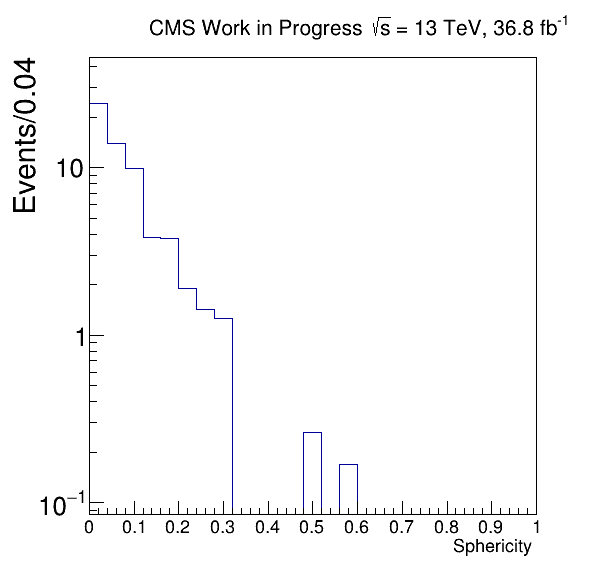 CMS Work in Progress √s = 13 TeV, 36.8 fb⁻¹
Events/0.04
10
1
10⁻¹
0 0.1 0.2 0.3 0.4 0.5 0.6 0.7 0.8 0.9 1
Sphericity